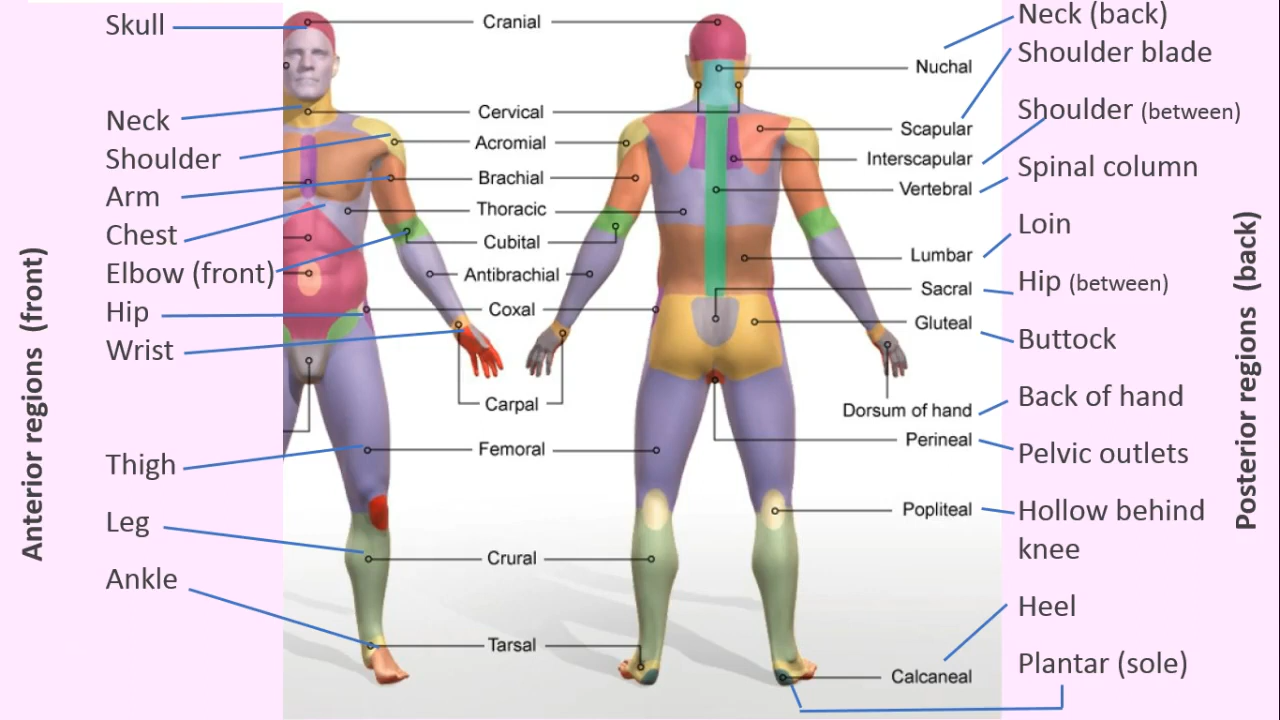 Anterior regions (front)
Skull
Neck
Shoulder
Arm
Chest
Elbow (front)
Hip
Wrist
Thigh
Leg
Ankle
Cranial
Cervical
Acromial
Brachial
Thoracic
Cubital
Antibrachial
Coxal
Carpal
Femoral
Crural
Tarsal
Nuchal
Scapular
Interscapular
Vertebral
Lumbar
Sacral
Gluteal
Dorsum of hand
Perineal
Popliteal
Calcaneal
Neck (back)
Shoulder blade
Shoulder (between)
Spinal column
Loin
Hip (between)
Buttock
Back of hand
Pelvic outlets
Hollow behind
knee
Heel
Plantar (sole)
Posterior regions (back)